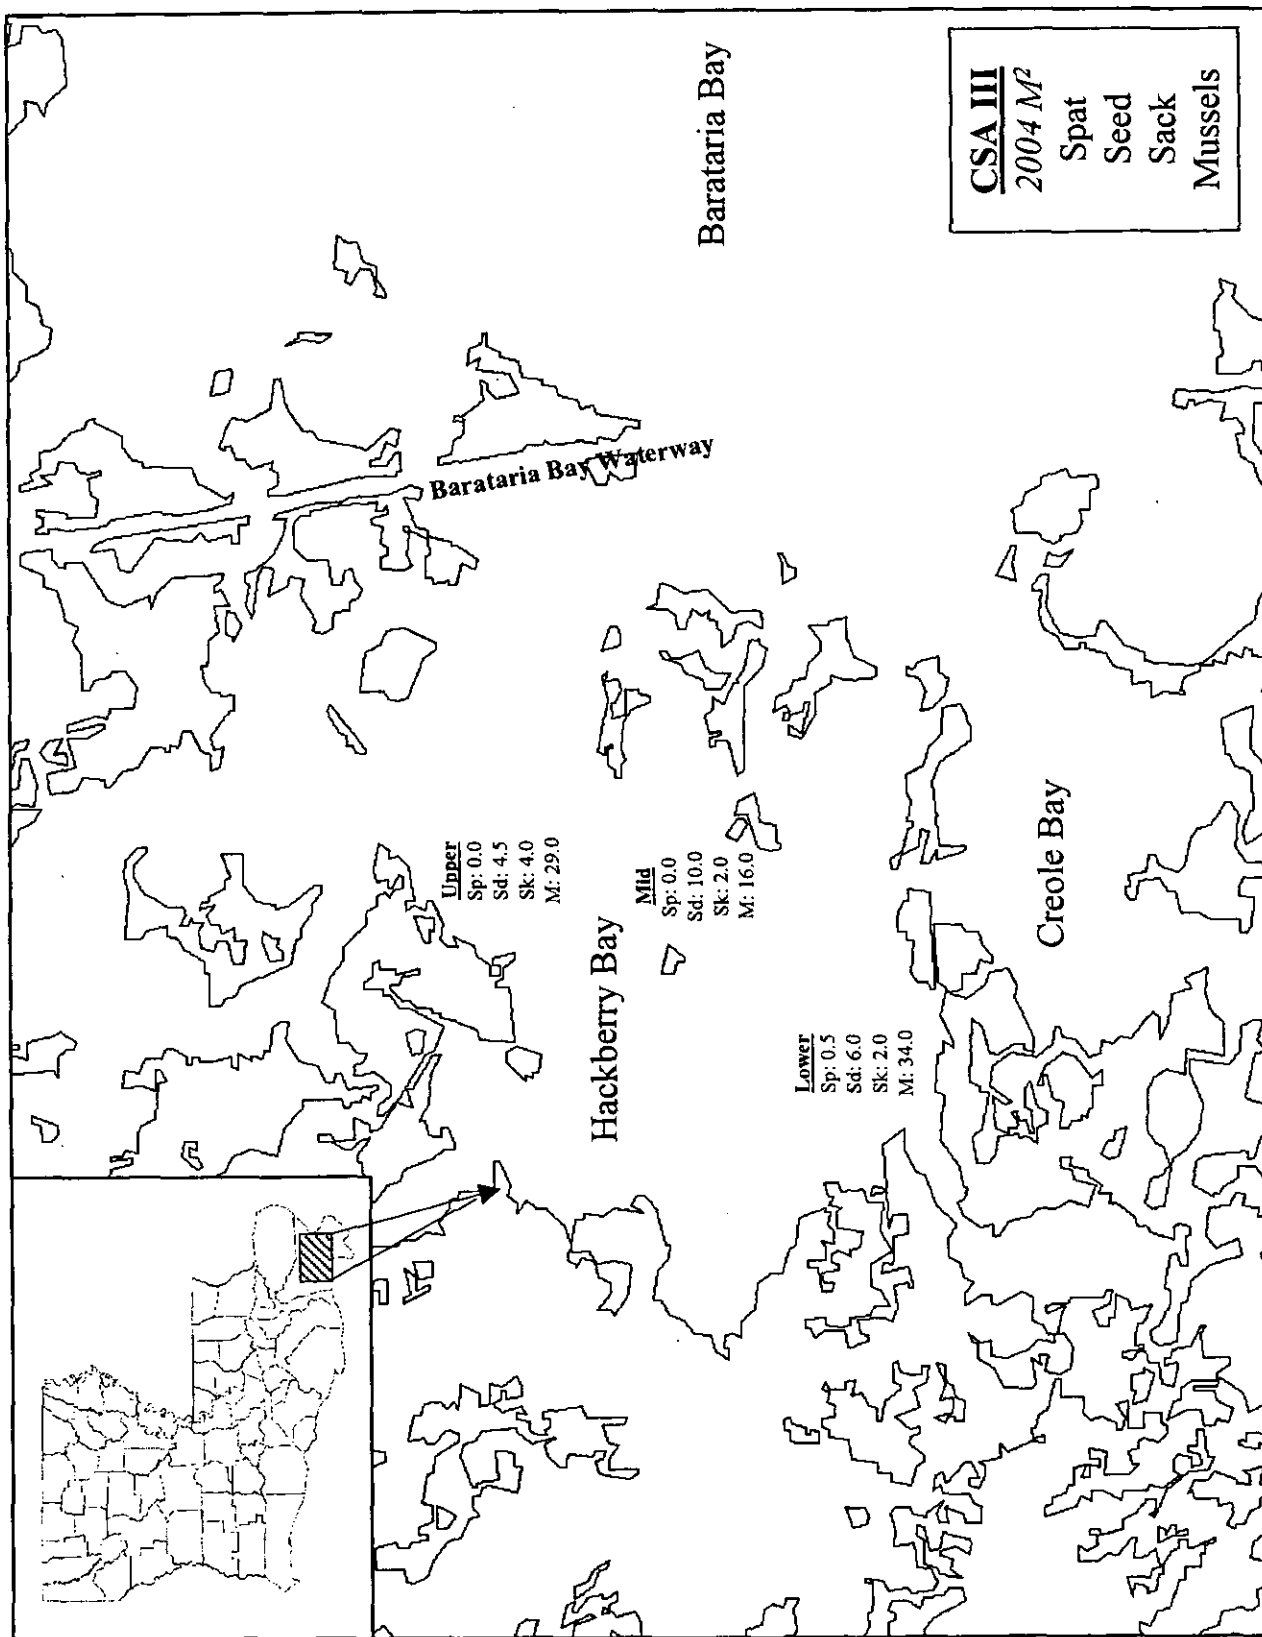 Barataria Bay Waterway
Barataria Bay
Upper
Sp: 0.0
Sd: 4.5
Sk: 4.0
M: 29.0
Hackberry Bay
Mid
Sp: 0.0
Sd: 10.0
Sk: 2.0
M: 16.0
Lower
Sp: 0.5
Sd: 6.0
Sk: 2.0
M: 34.0
Creole Bay
CSA III
2004 M²
Spat
Seed
Sack
Mussels